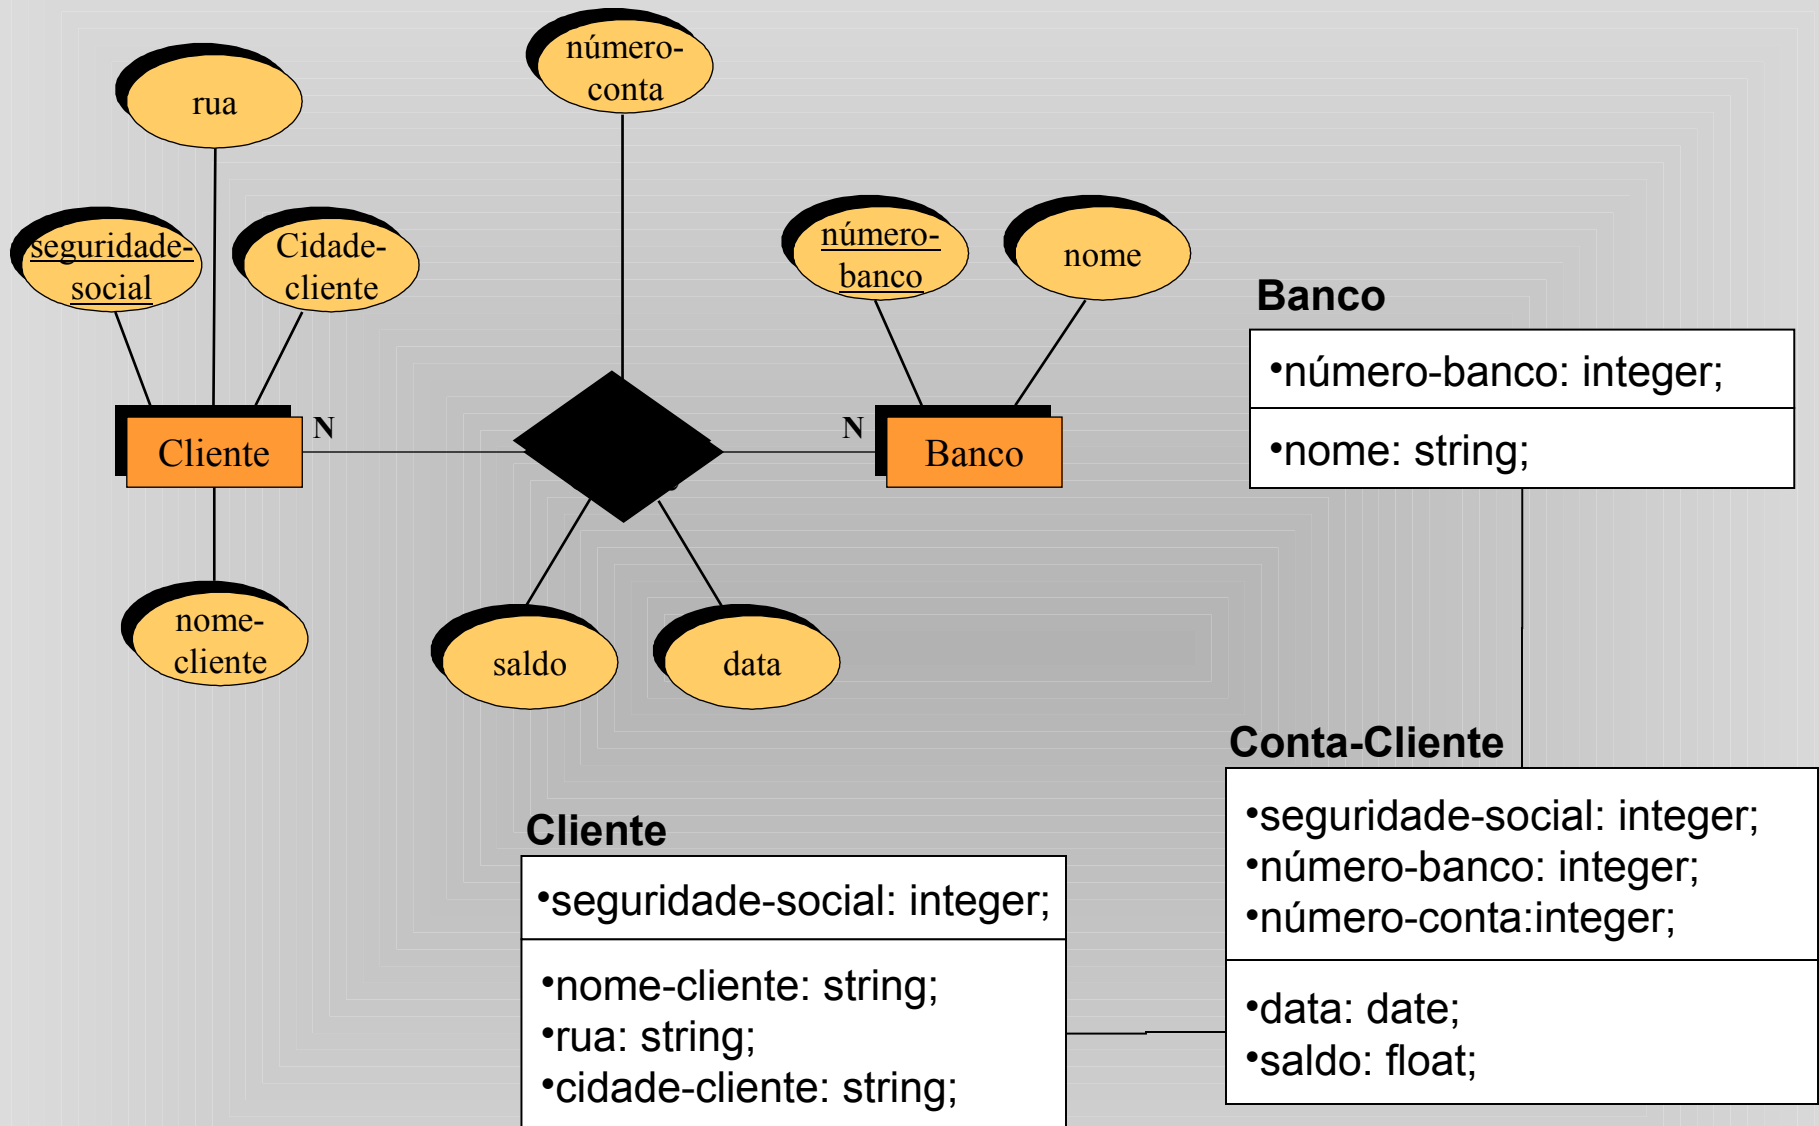 número-
conta
rua
seguridade-
social
Cidade-
cliente
número-
banco
nome
Cliente
N
N
Banco
nome-
cliente
saldo
data
Banco
•número-banco: integer;
•nome: string;
Conta-Cliente
•seguridade-social: integer;
•número-banco: integer;
•número-conta:integer;
•data: date;
•saldo: float;
Cliente
•seguridade-social: integer;
•nome-cliente: string;
•rua: string;
•cidade-cliente: string;